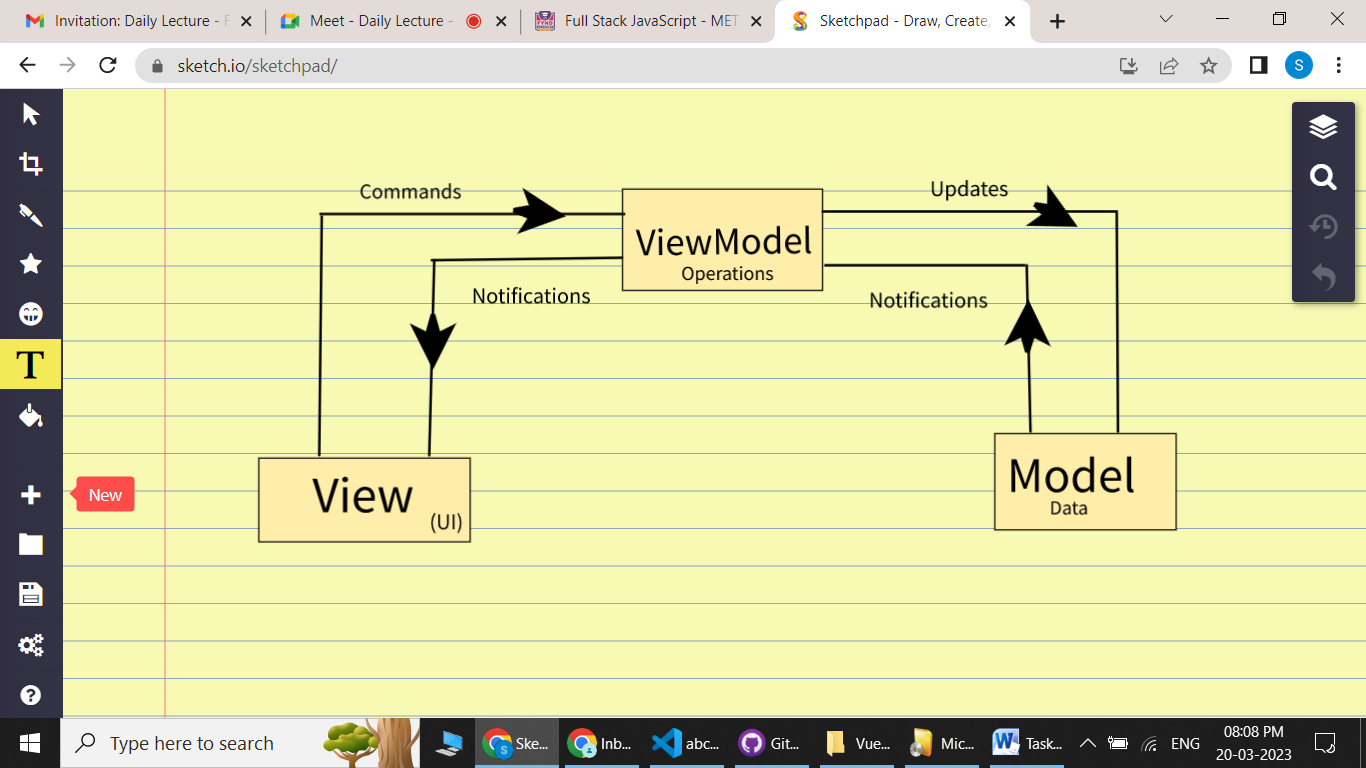 Invitation: Daily Lecture - F
Meet - Daily Lecture -
Full Stack JavaScript - MET
Sketchpad - Draw, Create,
sketch.io/sketchpad/
S
Commands
Updates
ViewModel
Operations
Notifications
Notifications
T
View
(UI)
Model
Data
New
Type here to search
Ske...
Inb...
abc...
Git...
Vue...
Mic...
Task...
ENG
08:08 PM
20-03-2023